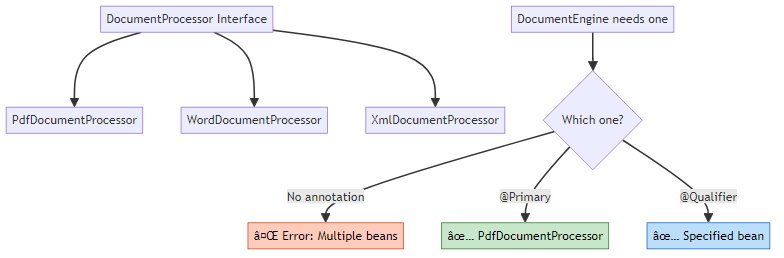 DocumentProcessor Interface
DocumentEngine needs one
PdfDocumentProcessor
WordDocumentProcessor
XmlDocumentProcessor
Which one?
No annotation
@Primary
@Qualifier
â¤Œ Error: Multiple beans
âœ… PdfDocumentProcessor
âœ… Specified bean